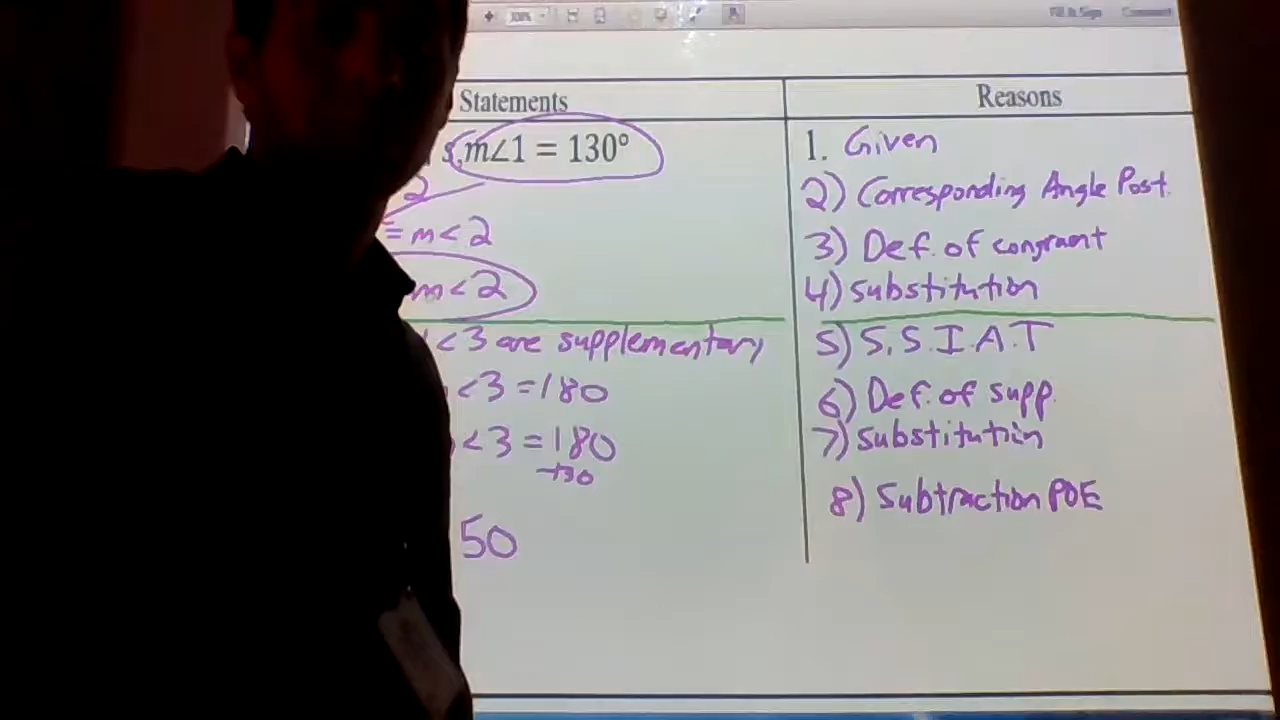 Statements Reasons
s, m∠1 = 130° 1. Given
2 2) Corresponding Angle Post.
= m<2 3) Def. of congruent
m<2 4) substitution
<3 are supplementary 5) S.S.I.A.T
<3 = 180 6) Def. of supp.
<3 = 180 7) substitution
-130
50 8) Subtraction POE